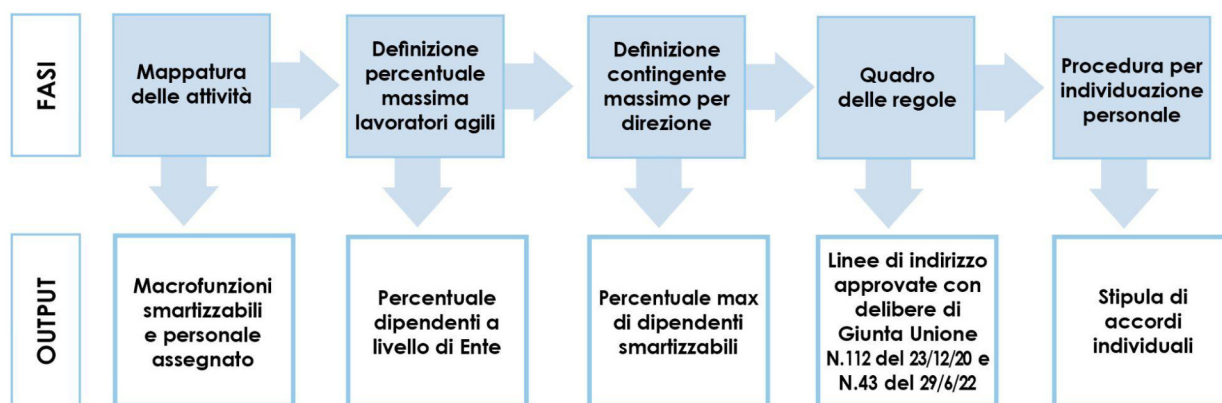 FASI
Mappatura
delle attività
Definizione
percentuale
massima
lavoratori agili
Definizione
contingente
massimo per
direzione
Quadro
delle regole
Procedura per
individuazione
personale
OUTPUT
Macrofunzioni
smartizzabili
e personale
assegnato
Percentuale
dipendenti a
livello di Ente
Percentuale max
di dipendenti
smartizzabili
Linee di indirizzo
approvate con
delibere di
Giunta Unione
N.112 del 23/12/20 e
N.43 del 29/6/22
Stipula di
accordi
individuali